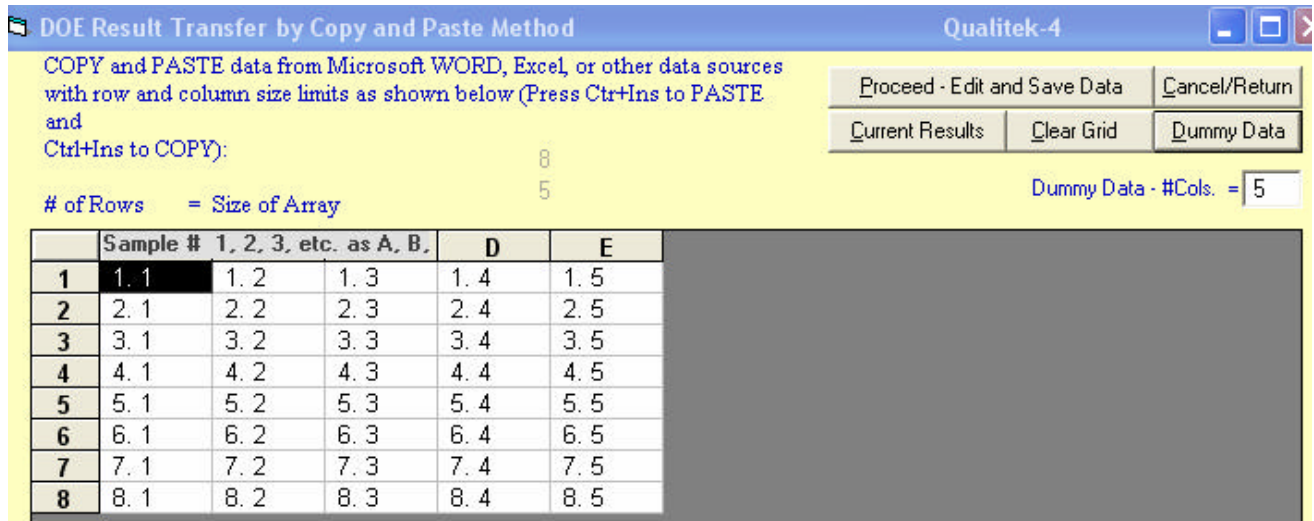 DOE Result Transfer by Copy and Paste Method Qualitek-4
COPY and PASTE data from Microsoft WORD, Excel, or other data sources
with row and column size limits as shown below (Press Ctr+Ins to PASTE
and
Ctrl+Ins to COPY):
8
5
# of Rows = Size of Array
Proceed - Edit and Save Data Cancel/Return
Current Results Clear Grid Dummy Data
Dummy Data - #Cols. = 5
Sample # 1, 2, 3, etc. as A, B, D E
1 1. 1 1. 2 1. 3 1. 4 1. 5
2 2. 1 2. 2 2. 3 2. 4 2. 5
3 3. 1 3. 2 3. 3 3. 4 3. 5
4 4. 1 4. 2 4. 3 4. 4 4. 5
5 5. 1 5. 2 5. 3 5. 4 5. 5
6 6. 1 6. 2 6. 3 6. 4 6. 5
7 7. 1 7. 2 7. 3 7. 4 7. 5
8 8. 1 8. 2 8. 3 8. 4 8. 5